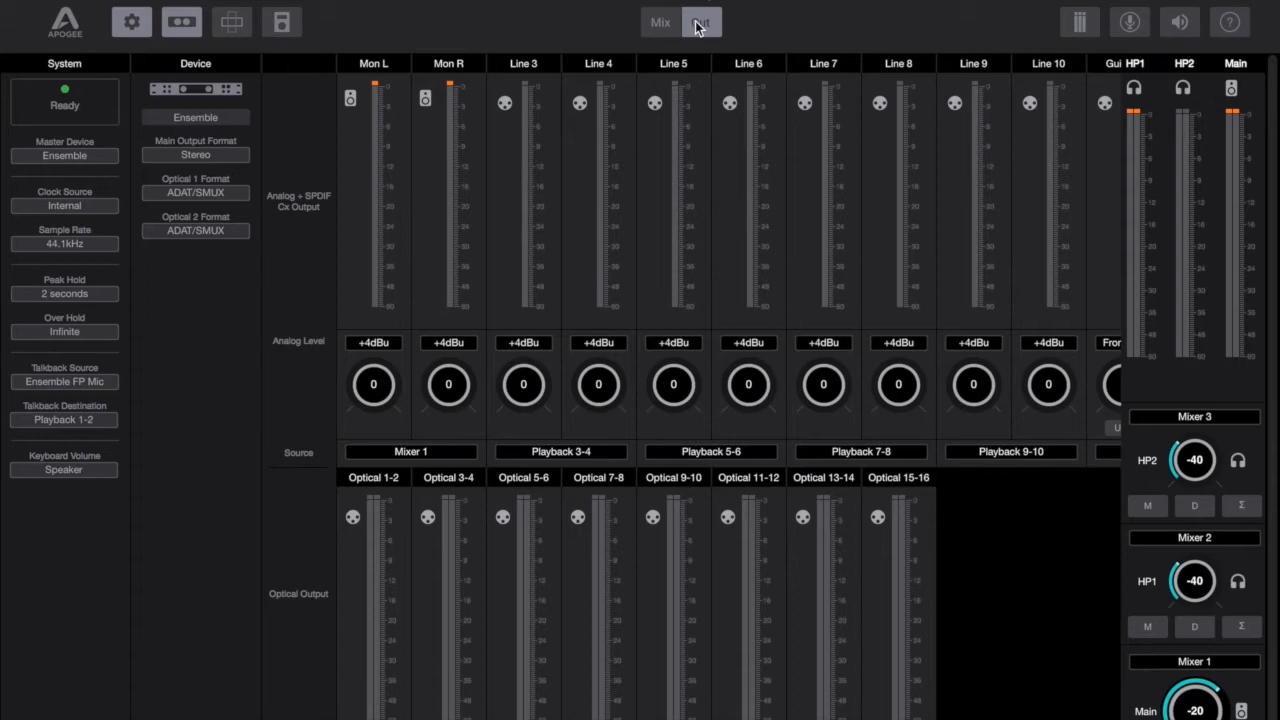 APOGEE
Mix
Out
?
System
Device
Mon L
Mon R
Line 3
Line 4
Line 5
Line 6
Line 7
Line 8
Line 9
Line 10
Gui
HP1
HP2
Main
Ready
Master Device
Ensemble
Clock Source
Internal
Sample Rate
44.1kHz
Peak Hold
2 seconds
Over Hold
Infinite
Talkback Source
Ensemble FP Mic
Talkback Destination
Playback 1-2
Keyboard Volume
Speaker
Ensemble
Main Output Format
Stereo
Optical 1 Format
ADAT/SMUX
Optical 2 Format
ADAT/SMUX
Analog + SPDIF
Cx Output
Analog Level
+4dBu
+4dBu
+4dBu
+4dBu
+4dBu
+4dBu
+4dBu
+4dBu
+4dBu
+4dBu
Fron
0
0
0
0
0
0
0
0
0
0
U
Source
Mixer 1
Playback 3-4
Playback 5-6
Playback 7-8
Playback 9-10
Optical 1-2
Optical 3-4
Optical 5-6
Optical 7-8
Optical 9-10
Optical 11-12
Optical 13-14
Optical 15-16
Optical Output
Mixer 3
HP2
-40
M
D
Σ
Mixer 2
HP1
-40
M
D
Σ
Mixer 1
Main
-20